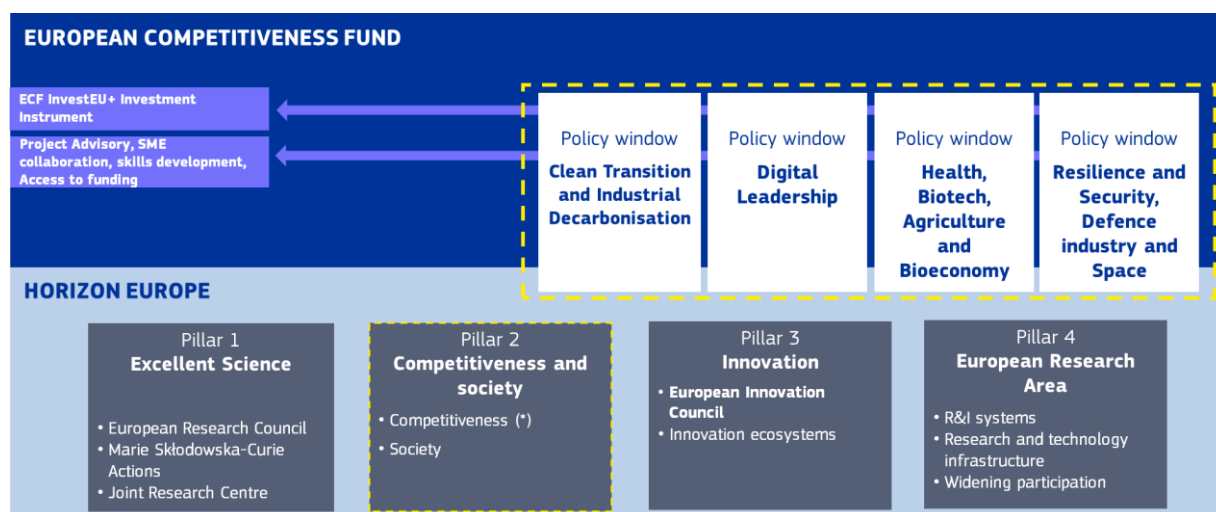 EUROPEAN COMPETITIVENESS FUND
ECF InvestEU+ Investment
Instrument
Project Advisory, SME
collaboration, skills development,
Access to funding
Policy window
Clean Transition
and Industrial
Decarbonisation
Policy window
Digital
Leadership
Policy window
Health,
Biotech,
Agriculture
and
Bioeconomy
Policy window
Resilience and
Security,
Defence
industry and
Space
HORIZON EUROPE
Pillar 1
Excellent Science
• European Research Council
• Marie Skłodowska-Curie
Actions
• Joint Research Centre
Pillar 2
Competitiveness and
society
• Competitiveness (*)
• Society
Pillar 3
Innovation
• European Innovation
Council
• Innovation ecosystems
Pillar 4
European Research
Area
• R&I systems
• Research and technology
infrastructure
• Widening participation